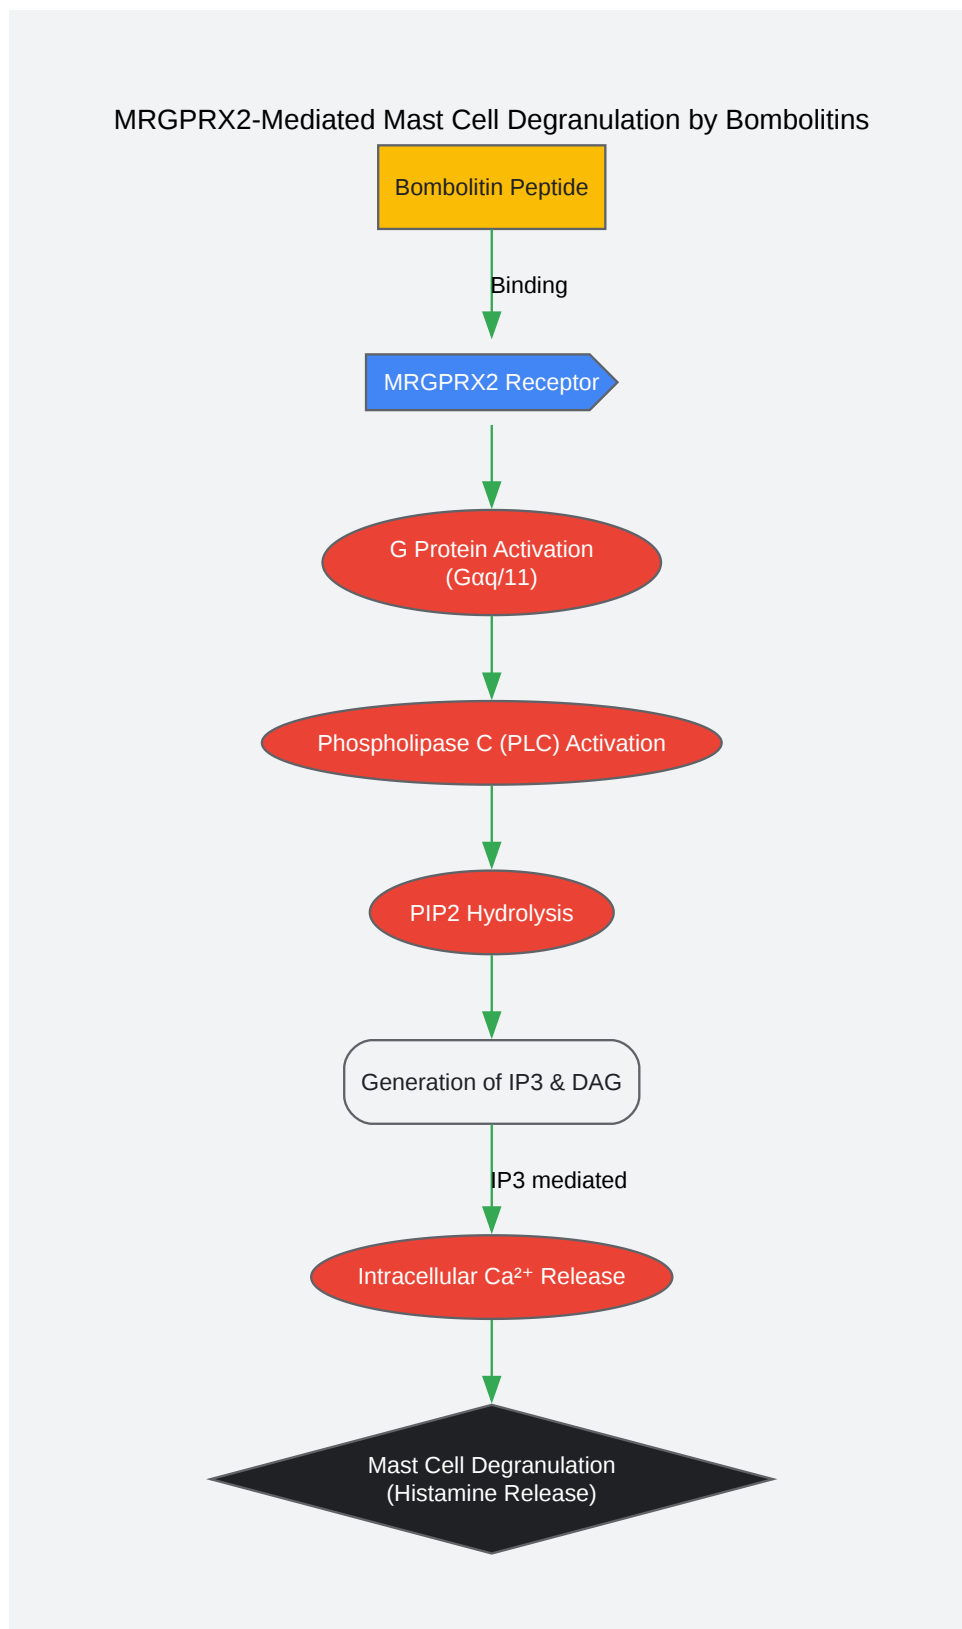 MRGPRX2-Mediated Mast Cell Degranulation by Bombolitins
Bombolitin Peptide
Binding
MRGPRX2 Receptor
G Protein Activation
(Gαq/11)
Phospholipase C (PLC) Activation
PIP2 Hydrolysis
Generation of IP3 & DAG
IP3 mediated
Intracellular Ca²⁺ Release
Mast Cell Degranulation
(Histamine Release)